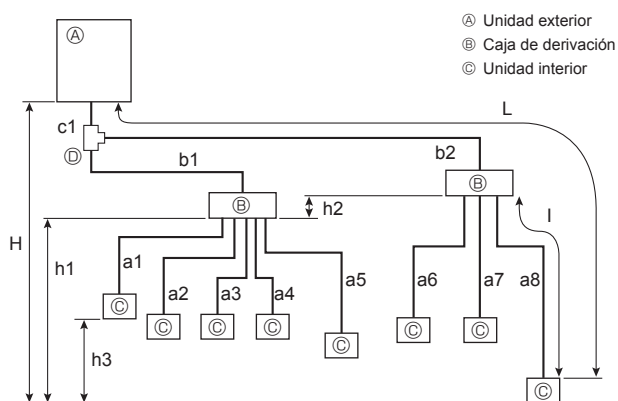 Ⓐ
Ⓐ Unidad exterior
Ⓑ Caja de derivación
Ⓒ Unidad interior
L
c1
Ⓓ
b1
b2
Ⓑ
Ⓑ
h2
H
h1
a1
a2
a3
a4
a5
a6
a7
a8
l
Ⓒ
Ⓒ
Ⓒ
Ⓒ
Ⓒ
Ⓒ
Ⓒ
h3
Ⓒ